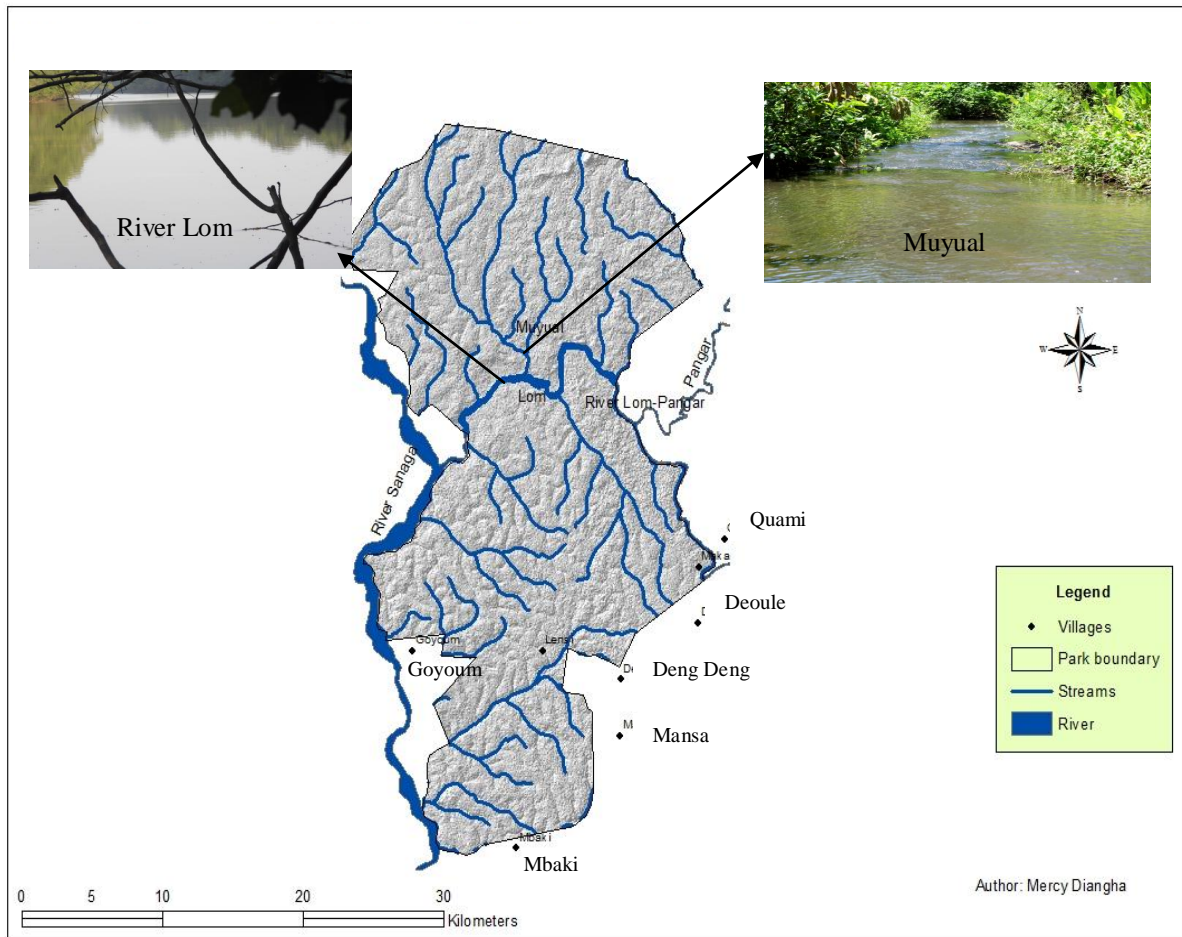 River Lom
Muyual
Muyual
N
W E
S
Pangar
Lom
River Lom-Pangar
River Sanaga
Quami
Deoule
Goyoum
Lensi
Goyoum
Deng Deng
Mansa
Mbaki
Mbaki
Legend
Villages
Park boundary
Streams
River
0 5 10 20 30
Kilometers
Author: Mercy Diangha